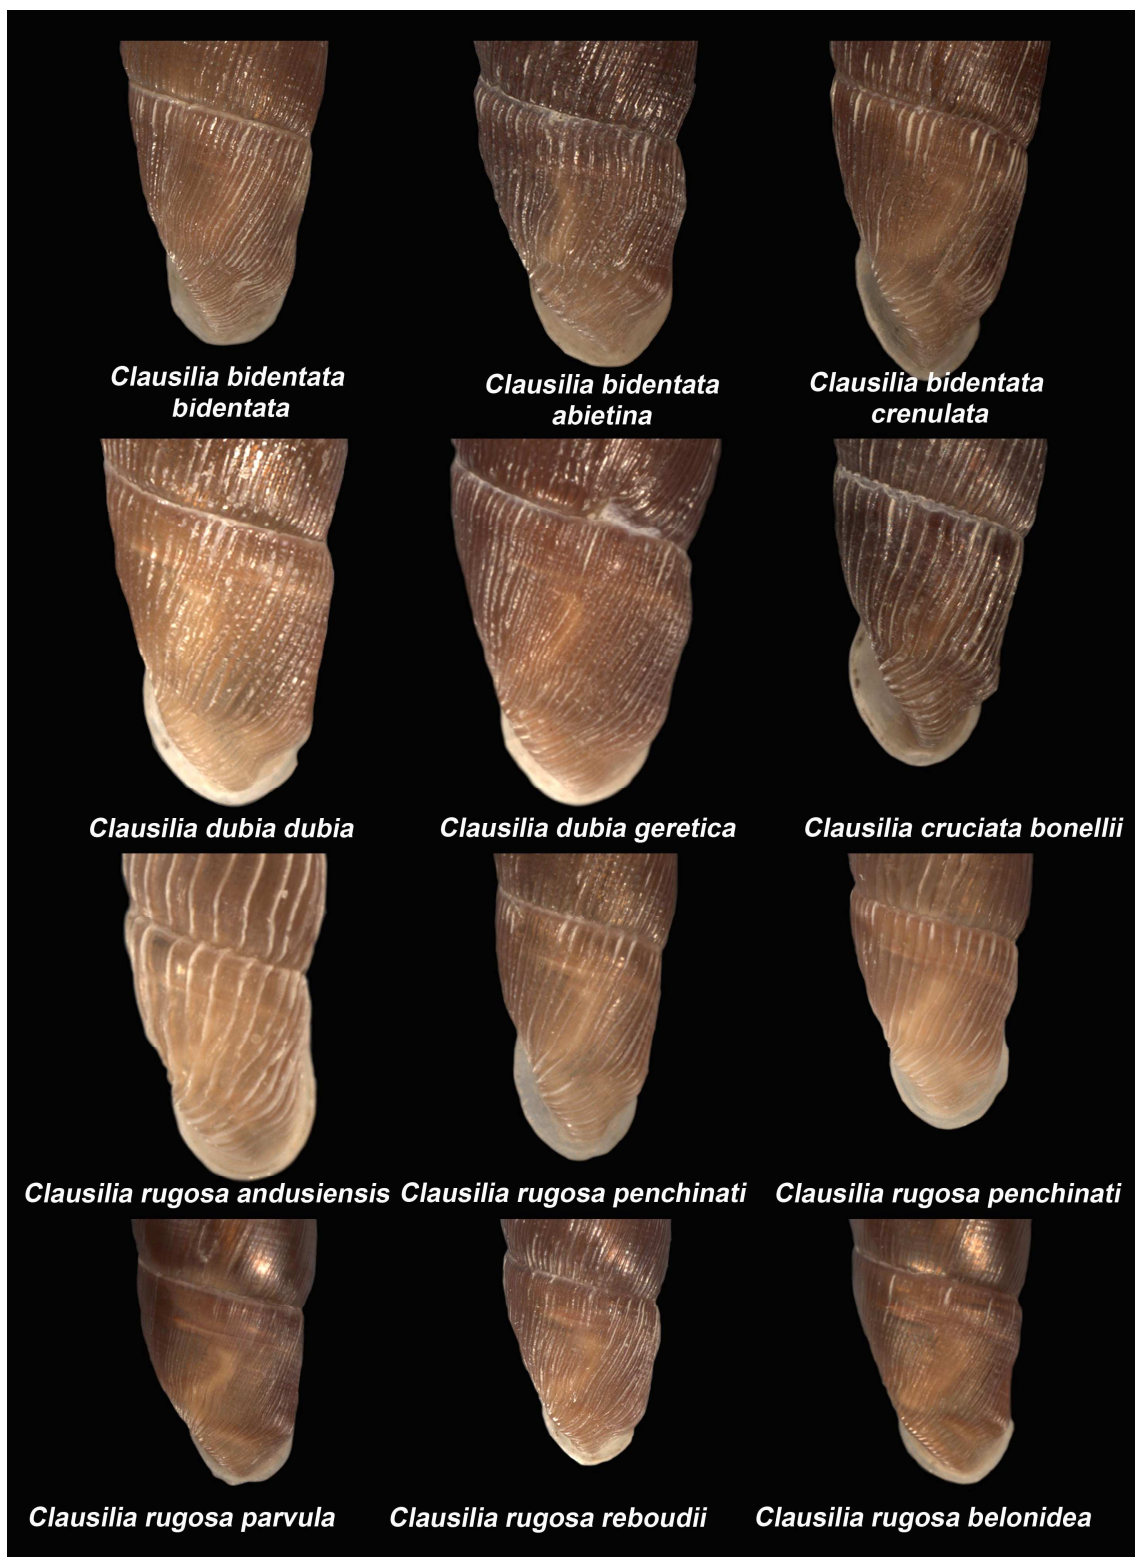 Clausilia bidentata
bidentata
Clausilia bidentata
abietina
Clausilia bidentata
crenulata
Clausilia dubia dubia
Clausilia dubia geretica
Clausilia cruciata bonellii
Clausilia rugosa andusiensis
Clausilia rugosa penchinati
Clausilia rugosa penchinati
Clausilia rugosa parvula
Clausilia rugosa reboudii
Clausilia rugosa belonidea